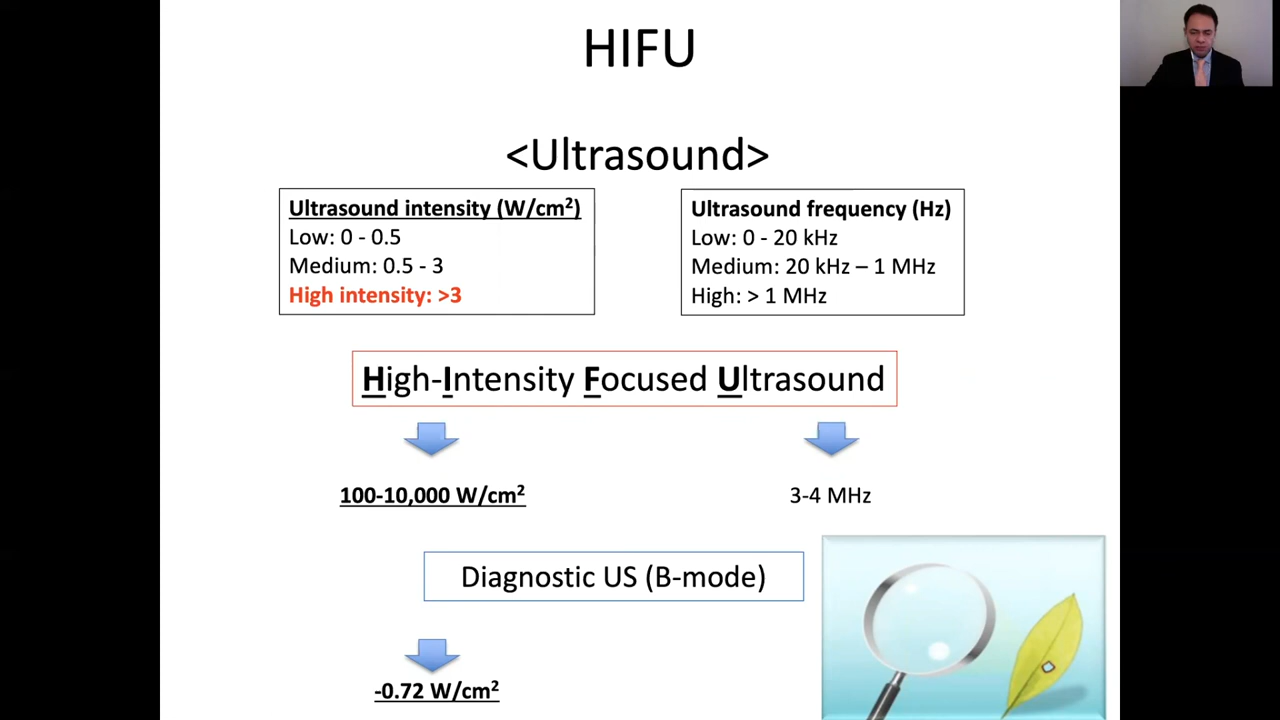 HIFU
<Ultrasound>
Ultrasound intensity (W/cm²)
Low: 0 - 0.5
Medium: 0.5 - 3
High intensity: >3
Ultrasound frequency (Hz)
Low: 0 - 20 kHz
Medium: 20 kHz – 1 MHz
High: > 1 MHz
High-Intensity Focused Ultrasound
100-10,000 W/cm²
3-4 MHz
Diagnostic US (B-mode)
-0.72 W/cm²